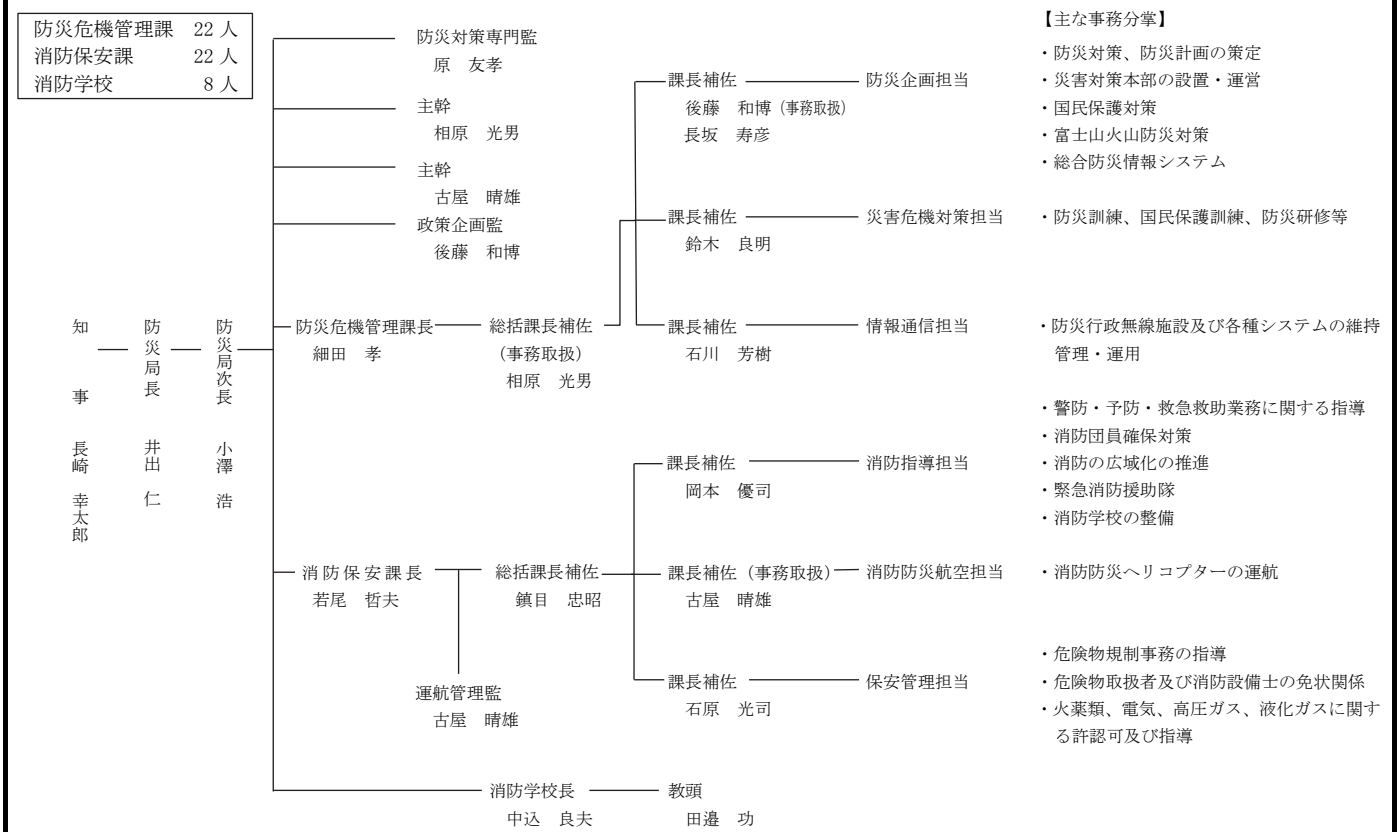 防災危機管理課 22 人
消防保安課 22 人
消防学校 8 人
知 事 長崎 幸太郎
防災局長 井出 仁
防災局次長 小澤 浩
防災対策専門監
原 友孝
主幹
相原 光男
主幹
古屋 晴雄
政策企画監
後藤 和博
防災危機管理課長
細田 孝
総括課長補佐
(事務取扱)
相原 光男
課長補佐
後藤 和博(事務取扱)
長坂 寿彦
防災企画担当
課長補佐
鈴木 良明
災害危機対策担当
課長補佐
石川 芳樹
情報通信担当
消防保安課長
若尾 哲夫
運航管理監
古屋 晴雄
総括課長補佐
鎮目 忠昭
課長補佐
岡本 優司
消防指導担当
課長補佐(事務取扱)
古屋 晴雄
消防防災航空担当
課長補佐
石原 光司
保安管理担当
消防学校長
中込 良夫
教頭
田邉 功
【主な事務分掌】
・防災対策、防災計画の策定
・災害対策本部の設置・運営
・国民保護対策
・富士山火山防災対策
・総合防災情報システム
・防災訓練、国民保護訓練、防災研修等
・防災行政無線施設及び各種システムの維持
管理・運用
・警防・予防・救急救助業務に関する指導
・消防団員確保対策
・消防の広域化の推進
・緊急消防援助隊
・消防学校の整備
・消防防災ヘリコプターの運航
・危険物規制事務の指導
・危険物取扱者及び消防設備士の免状関係
・火薬類、電気、高圧ガス、液化ガスに関す
る許認可及び指導